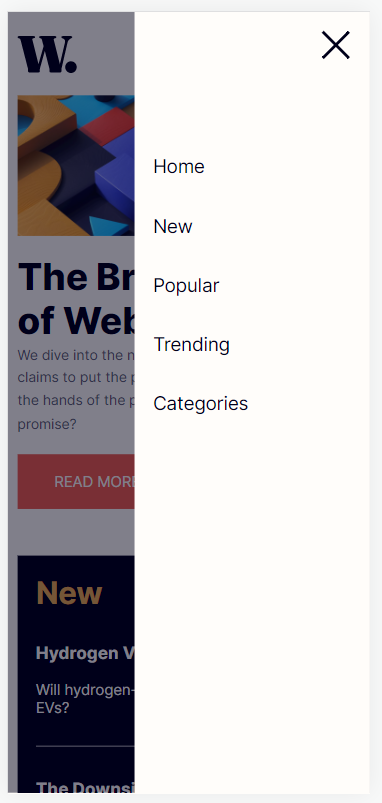 W.
Home
New
Popular
Trending
Categories
The Br
of Web
We dive into the n
claims to put the p
the hands of the p
promise?
READ MORE
New
Hydrogen V
Will hydrogen-
EVs?
The Downsi